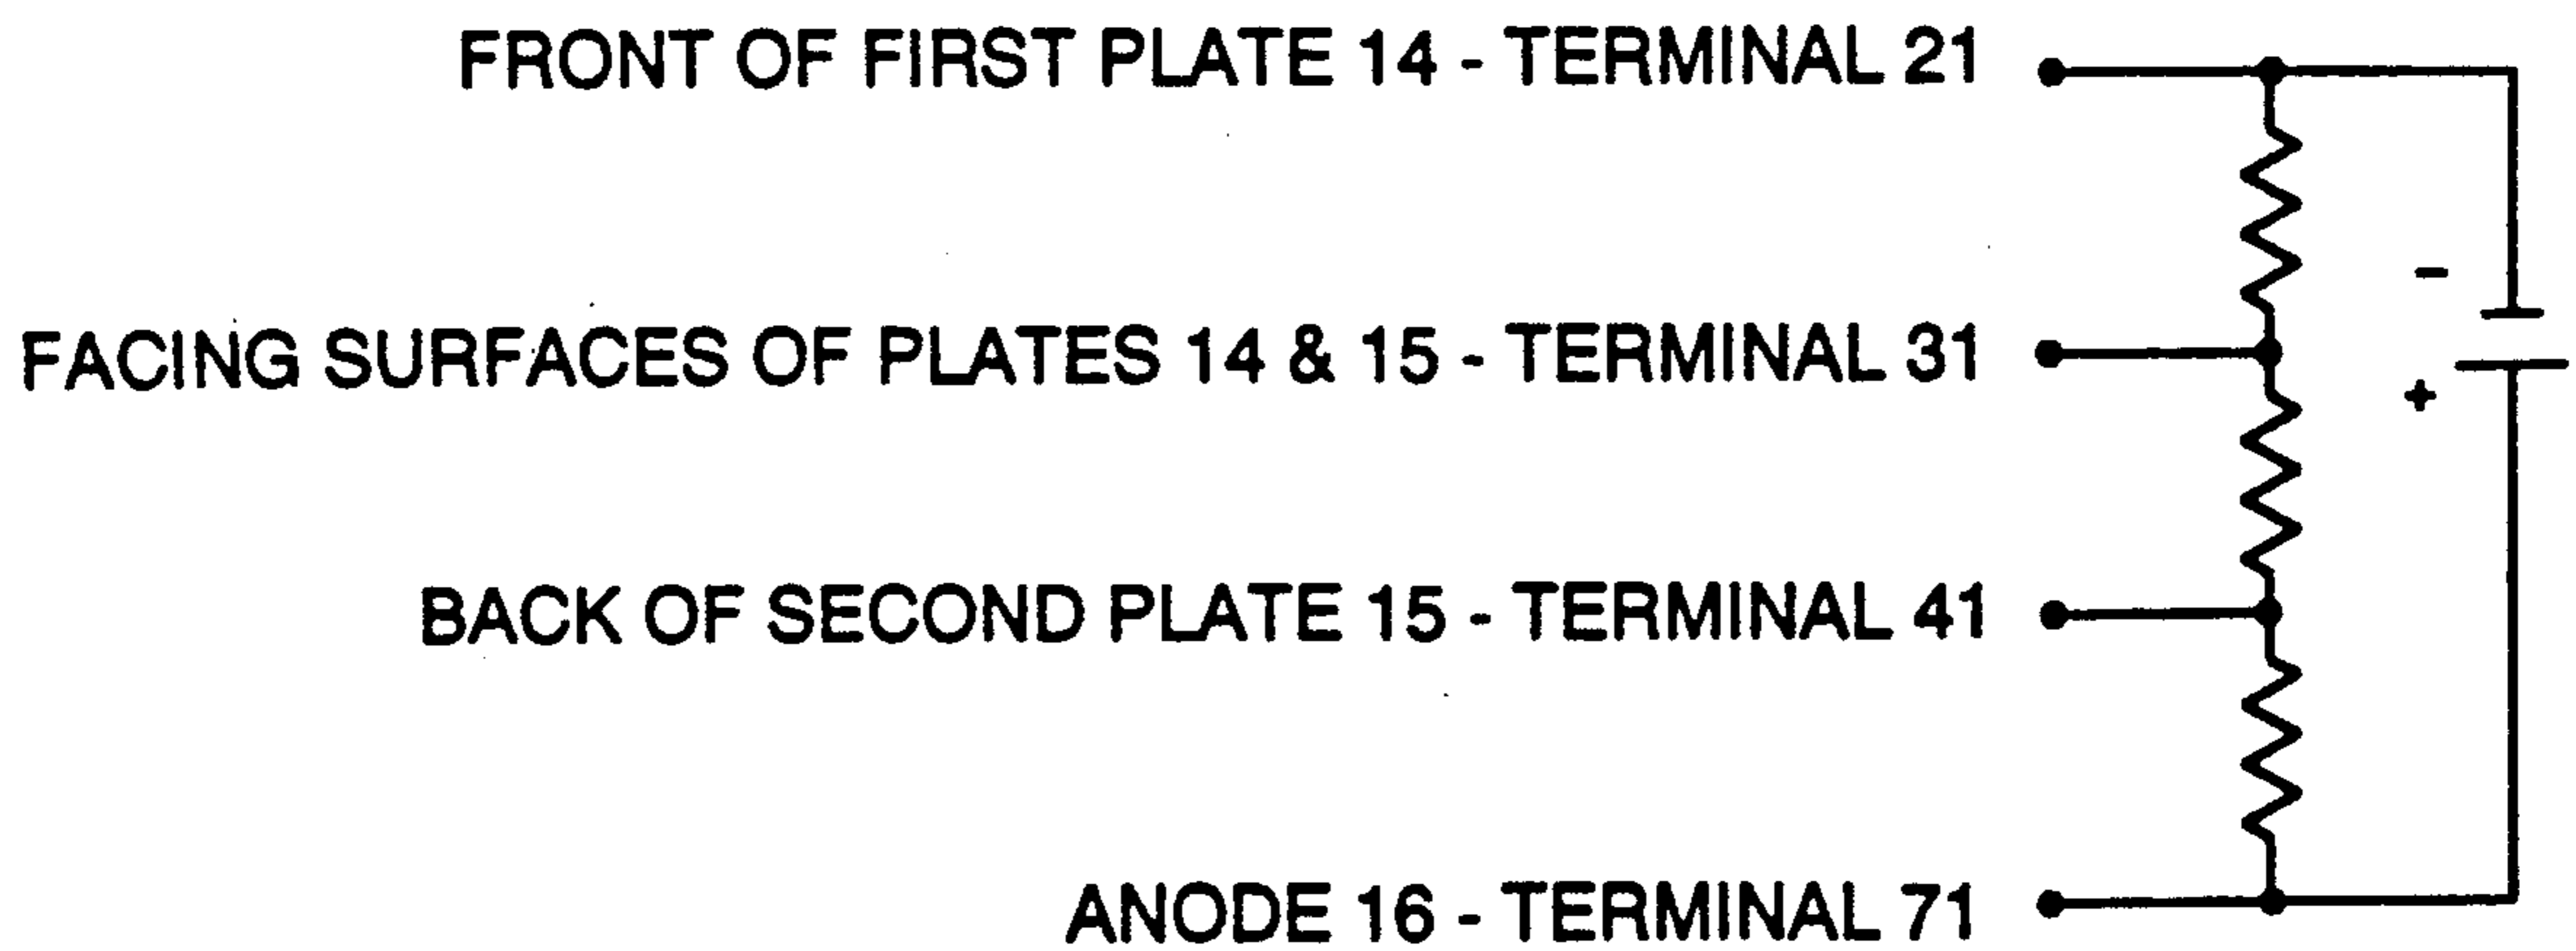 FRONT OF FIRST PLATE 14 - TERMINAL 21
-
FACING SURFACES OF PLATES 14 & 15 - TERMINAL 31
+
BACK OF SECOND PLATE 15 - TERMINAL 41
ANODE 16 - TERMINAL 71